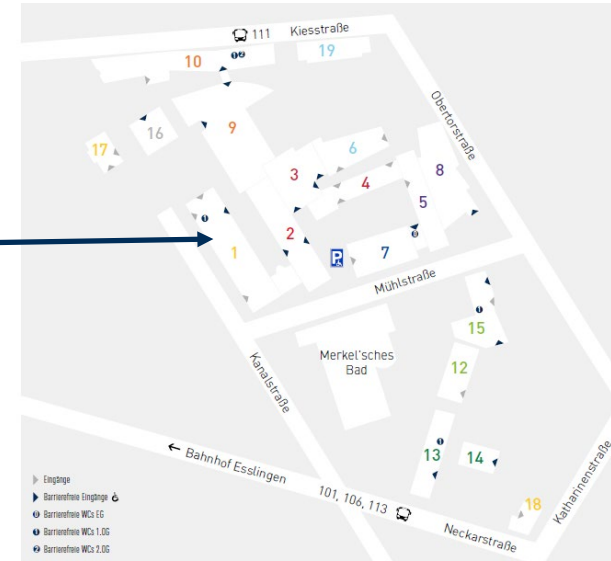 111 Kiesstraße
19
10
Obertorstraße
9
16
17
6
8
3
4
5
2
1
P
7
Mühlstraße
15
Merkel'sches
Bad
12
Kanalstraße
← Bahnhof Esslingen
13
14
101, 106, 113
18
Katharinenstraße
Neckarstraße
Eingänge
Barrierefreie Eingänge
Barrierefreie WCs EG
Barrierefreie WCs 1.OG
Barrierefreie WCs 2.OG